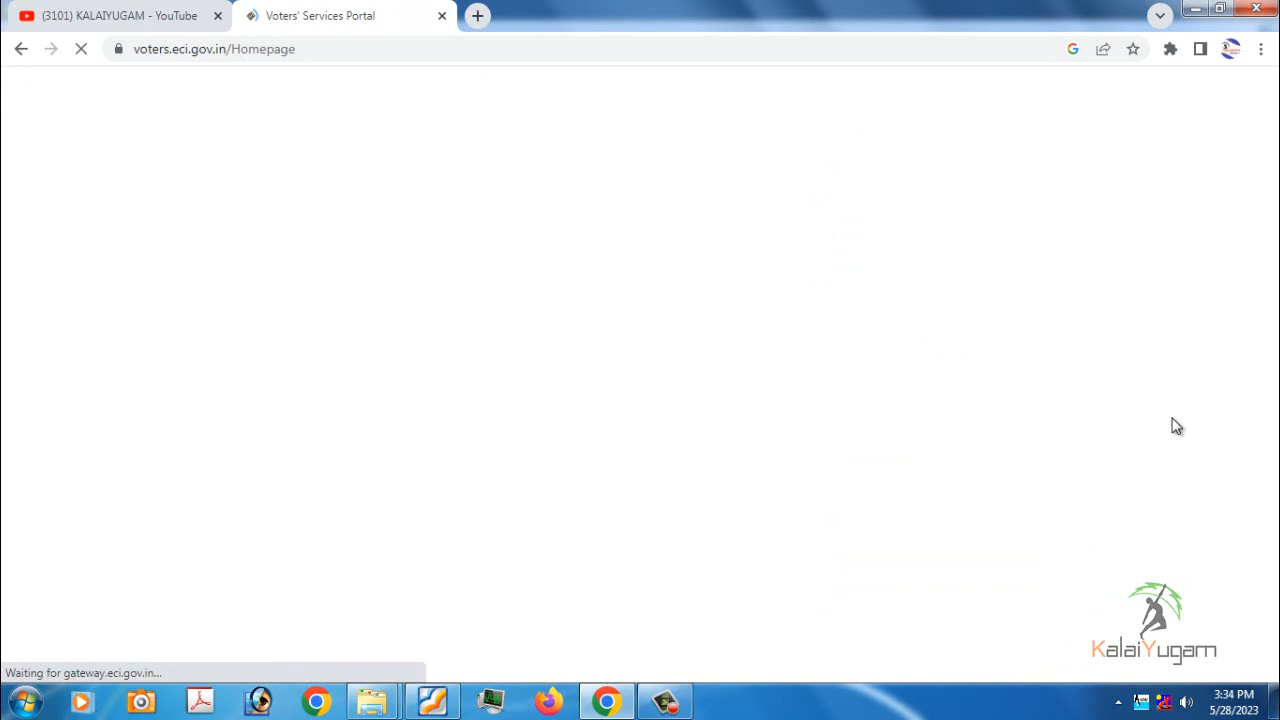 (3101) KALAIYUGAM - YouTube
Voters' Services Portal
voters.eci.gov.in/Homepage
KalaiYugam
Waiting for gateway.eci.gov.in...
3:34 PM
5/28/2023